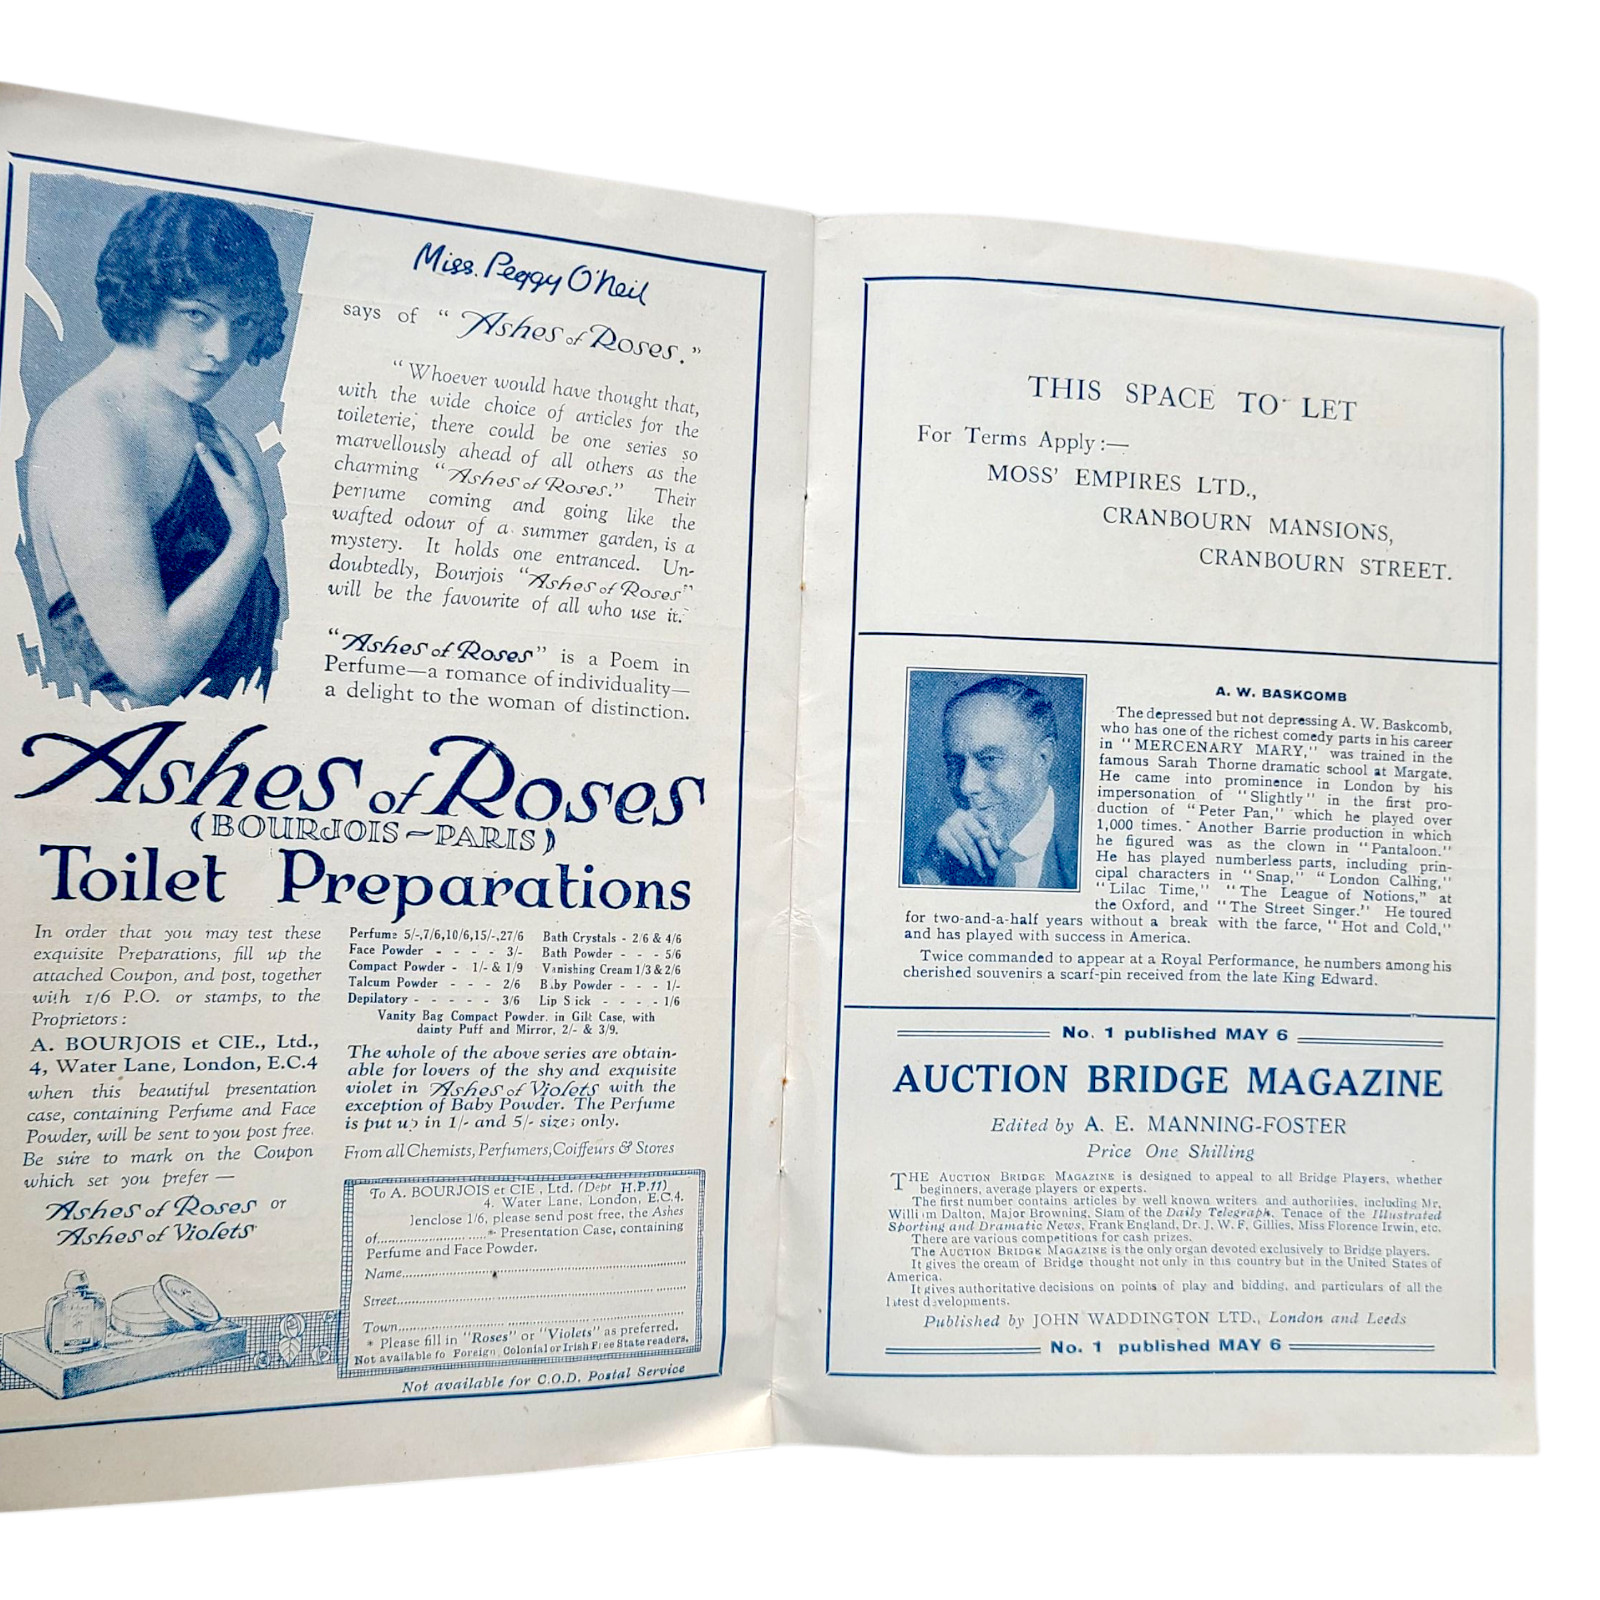 Miss. Peggy O'Neil
says of "Ashes of Roses."
"Whoever would have thought that,
with the wide choice of articles for the
toileterie, there could be one series so
marvellously ahead of all others as the
charming "Ashes of Roses." Their
perfume coming and going like the
wafted odour of a summer garden, is a
mystery. It holds one entranced. Un-
doubtedly, Bourjois "Ashes of Roses"
will be the favourite of all who use it."
"Ashes of Roses" is a Poem in
Perfume—a romance of individuality—
a delight to the woman of distinction.
Ashes of Roses
(BOURJOIS—PARIS)
Toilet Preparations
In order that you may test these
exquisite Preparations, fill up the
attached Coupon, and post, together
with 1/6 P.O. or stamps, to the
Proprietors:
A. BOURJOIS et CIE., Ltd.,
4, Water Lane, London, E.C.4
when this beautiful presentation
case, containing Perfume and Face
Powder, will be sent to you post free.
Be sure to mark on the Coupon
which set you prefer —
Ashes of Roses or
Ashes of Violets
Perfume 5/-,7/6,10/6,15/-,27/6
Face Powder - - - - 3/-
Compact Powder - 1/- & 1/9
Talcum Powder - - - 2/6
Depilatory - - - - - 3/6
Bath Crystals - 2/6 & 4/6
Bath Powder - - - 5/6
Vanishing Cream 1/3 & 2/6
Baby Powder - - - 1/-
Lip Stick - - - - 1/6
Vanity Bag Compact Powder. in Gilt Case, with
dainty Puff and Mirror, 2/- & 3/9.
The whole of the above series are obtain-
able for lovers of the shy and exquisite
violet in Ashes of Violets with the
exception of Baby Powder. The Perfume
is put up in 1/- and 5/- sizes only.
From all Chemists, Perfumers, Coiffeurs & Stores
To A. BOURJOIS et CIE, Ltd. (Dept H.P.11)
4, Water Lane, London, E.C.4.
I enclose 1/6, please send post free, the Ashes
of..........................* Presentation Case, containing
Perfume and Face Powder.
Name..........................
Street..........................
Town..........................
* Please fill in "Roses" or "Violets" as preferred.
Not available to Foreign, Colonial or Irish Free State readers.
Not available for C.O.D. Postal Service
THIS SPACE TO LET
For Terms Apply:—
MOSS' EMPIRES LTD.,
CRANBOURN MANSIONS,
CRANBOURN STREET.
A. W. BASKCOMB
The depressed but not depressing A. W. Baskcomb,
who has one of the richest comedy parts in his career
in "MERCENARY MARY," was trained in the
famous Sarah Thorne dramatic school at Margate.
He came into prominence in London by his
impersonation of "Slightly" in the first pro-
duction of "Peter Pan," which he played over
1,000 times. Another Barrie production in which
he figured was as the clown in "Pantaloon."
He has played numberless parts, including prin-
cipal characters in "Snap," "London Calling,"
"Lilac Time," "The League of Notions," at
the Oxford, and "The Street Singer." He toured
for two-and-a-half years without a break with the farce, "Hot and Cold,"
and has played with success in America.
Twice commanded to appear at a Royal Performance, he numbers among his
cherished souvenirs a scarf-pin received from the late King Edward.
No. 1 published MAY 6
AUCTION BRIDGE MAGAZINE
Edited by A. E. MANNING-FOSTER
Price One Shilling
THE AUCTION BRIDGE MAGAZINE is designed to appeal to all Bridge Players, whether
beginners, average players or experts.
The first number contains articles by well known writers and authorities, including Mr.
William Dalton, Major Browning, Slam of the Daily Telegraph, Tenace of the Illustrated
Sporting and Dramatic News, Frank England, Dr. J. W. F. Gillies, Miss Florence Irwin, etc.
There are various competitions for cash prizes.
The AUCTION BRIDGE MAGAZINE is the only organ devoted exclusively to Bridge players.
It gives the cream of Bridge thought not only in this country but in the United States of
America.
It gives authoritative decisions on points of play and bidding, and particulars of all the
latest developments.
Published by JOHN WADDINGTON LTD., London and Leeds
No. 1 published MAY 6